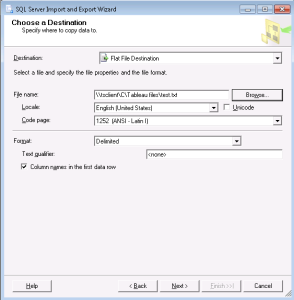 SQL Server Import and Export Wizard
Choose a Destination
Specify where to copy data to.
Destination: Flat File Destination
Select a file and specify the file properties and the file format.
File name: \\tsclient\C\Tableau files\test.txt Browse...
Locale: English (United States) Unicode
Code page: 1252 (ANSI - Latin I)
Format: Delimited
Text qualifier: <none>
Column names in the first data row
Help < Back Next > Finish >>| Cancel